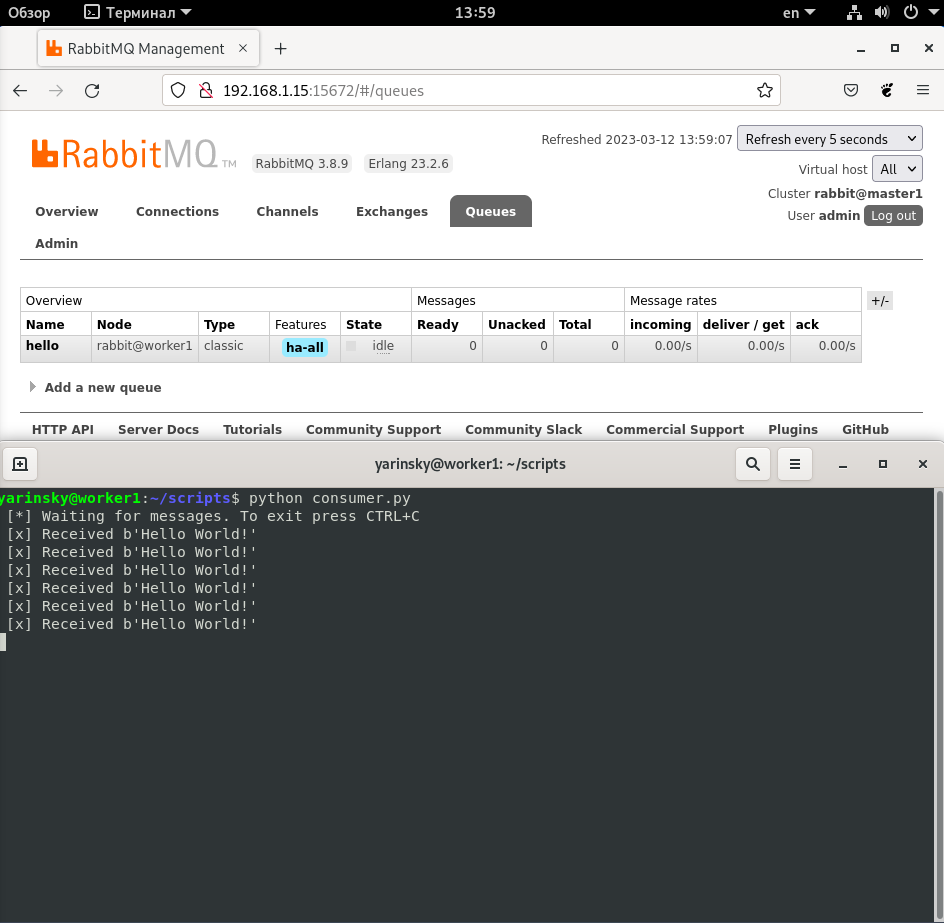 Обзор Терминал 13:59 en
RabbitMQ Management
192.168.1.15:15672/#/queues
RabbitMQ TM RabbitMQ 3.8.9 Erlang 23.2.6
Refreshed 2023-03-12 13:59:07 Refresh every 5 seconds
Virtual host All
Cluster rabbit@master1
User admin Log out
Overview Connections Channels Exchanges Queues
Admin
Overview Messages Message rates +/-
Name Node Type Features State Ready Unacked Total incoming deliver / get ack
hello rabbit@worker1 classic ha-all idle 0 0 0 0.00/s 0.00/s 0.00/s
Add a new queue
HTTP API Server Docs Tutorials Community Support Community Slack Commercial Support Plugins GitHub
yarinsky@worker1: ~/scripts
yarinsky@worker1:~/scripts$ python consumer.py
[*] Waiting for messages. To exit press CTRL+C
[x] Received b'Hello World!'
[x] Received b'Hello World!'
[x] Received b'Hello World!'
[x] Received b'Hello World!'
[x] Received b'Hello World!'
[x] Received b'Hello World!'